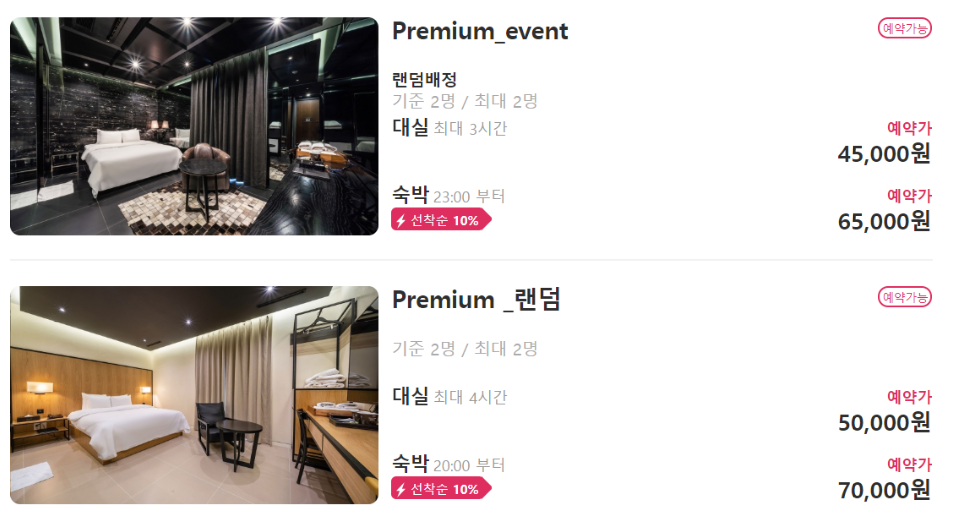 Premium_event
예약가능
랜덤배정
기준 2명 / 최대 2명
대실 최대 3시간
예약가
45,000원
숙박 23:00 부터
예약가
선착순 10%
65,000원
Premium _랜덤
예약가능
기준 2명 / 최대 2명
대실 최대 4시간
예약가
50,000원
숙박 20:00 부터
예약가
선착순 10%
70,000원